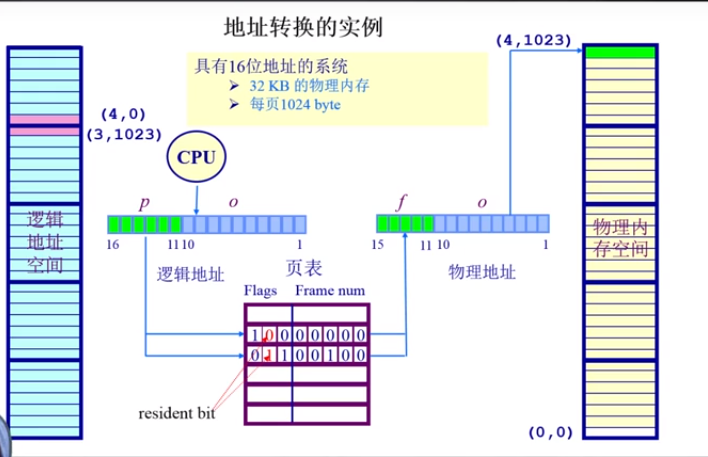 地址转换的实例
具有16位地址的系统
➢ 32 KB 的物理内存
➢ 每页1024 byte
(4,1023)
(4,0)
(3,1023)
CPU
p o
f o
16 11 10 1
15 11 10 1
逻辑
地址
空间
逻辑地址
页表
物理地址
物理内
存空间
Flags Frame num
1 0 0 0 0 0 0 0
0 1 1 0 0 1 0 0
resident bit
(0,0)